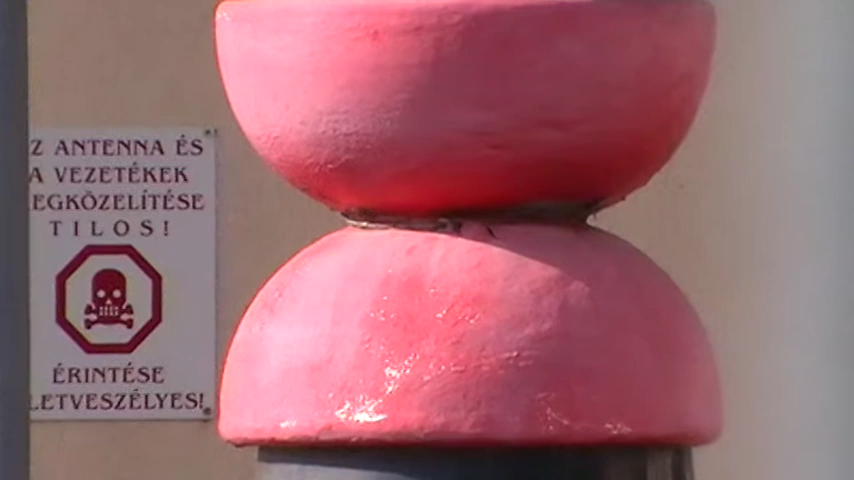 Z ANTENNA ÉS
A VEZETÉKEK
EGKÖZELÍTÉSE
TILOS!
ÉRINTÉSE
LETVESZÉLYES!